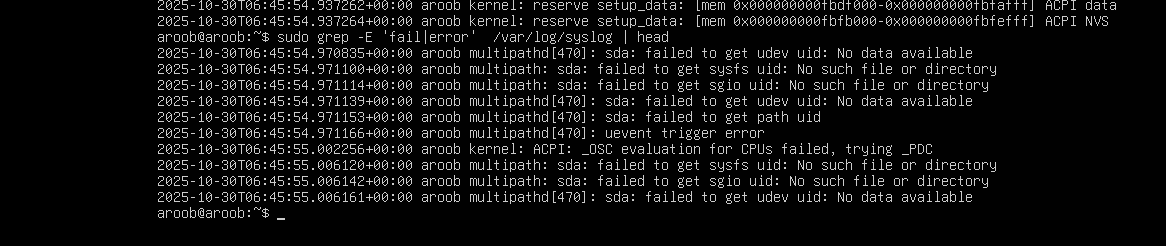 2025-10-30T06:45:54.937262+00:00 aroob kernel: reserve setup_data: [mem 0x000000000fbdf000-0x000000000fbfafff] ACPI data
2025-10-30T06:45:54.937264+00:00 aroob kernel: reserve setup_data: [mem 0x000000000fbfb000-0x000000000fbfefff] ACPI NVS
aroob@aroob:~$ sudo grep -E 'fail|error'  /var/log/syslog | head
2025-10-30T06:45:54.970835+00:00 aroob multipathd[470]: sda: failed to get udev uid: No data available
2025-10-30T06:45:54.971100+00:00 aroob multipath: sda: failed to get sysfs uid: No such file or directory
2025-10-30T06:45:54.971114+00:00 aroob multipath: sda: failed to get sgio uid: No such file or directory
2025-10-30T06:45:54.971139+00:00 aroob multipathd[470]: sda: failed to get udev uid: No data available
2025-10-30T06:45:54.971153+00:00 aroob multipath: sda: failed to get path uid
2025-10-30T06:45:54.971166+00:00 aroob multipathd[470]: uevent trigger error
2025-10-30T06:45:55.002256+00:00 aroob kernel: ACPI: _OSC evaluation for CPUs failed, trying _PDC
2025-10-30T06:45:55.006120+00:00 aroob multipath: sda: failed to get sysfs uid: No such file or directory
2025-10-30T06:45:55.006142+00:00 aroob multipath: sda: failed to get sgio uid: No such file or directory
2025-10-30T06:45:55.006161+00:00 aroob multipathd[470]: sda: failed to get udev uid: No data available
aroob@aroob:~$ _